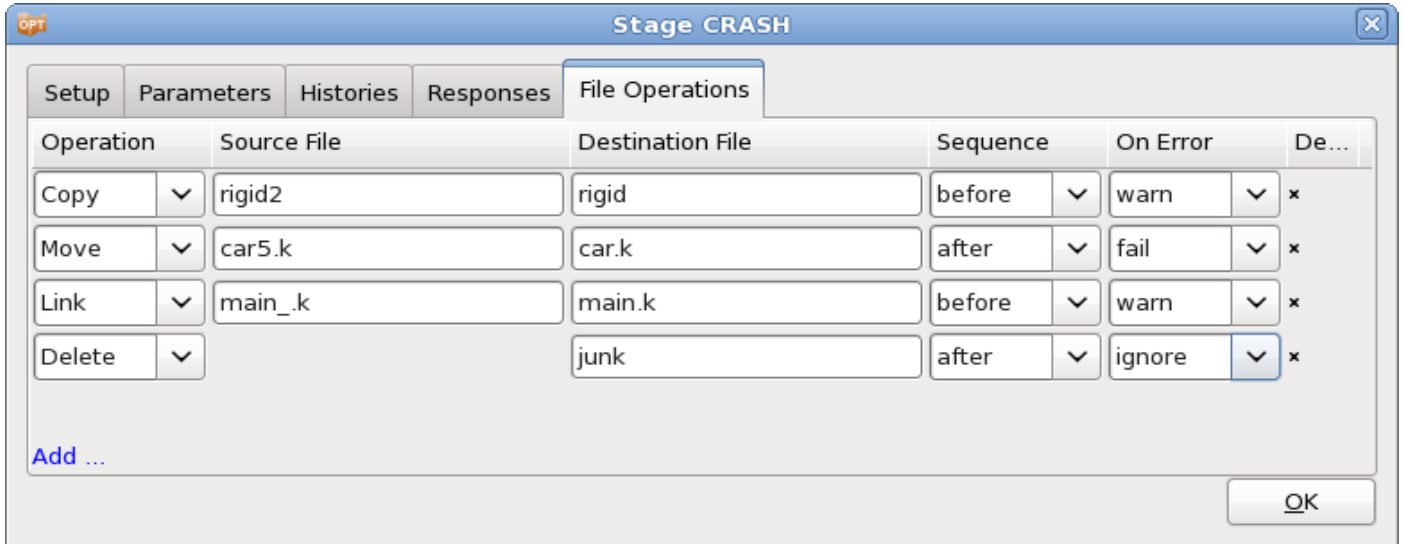 OPT Stage CRASH
Setup Parameters Histories Responses File Operations
Operation Source File Destination File Sequence On Error De...
Copy rigid2 rigid before warn
Move car5.k car.k after fail
Link main_.k main.k before warn
Delete junk after ignore
Add ...
OK